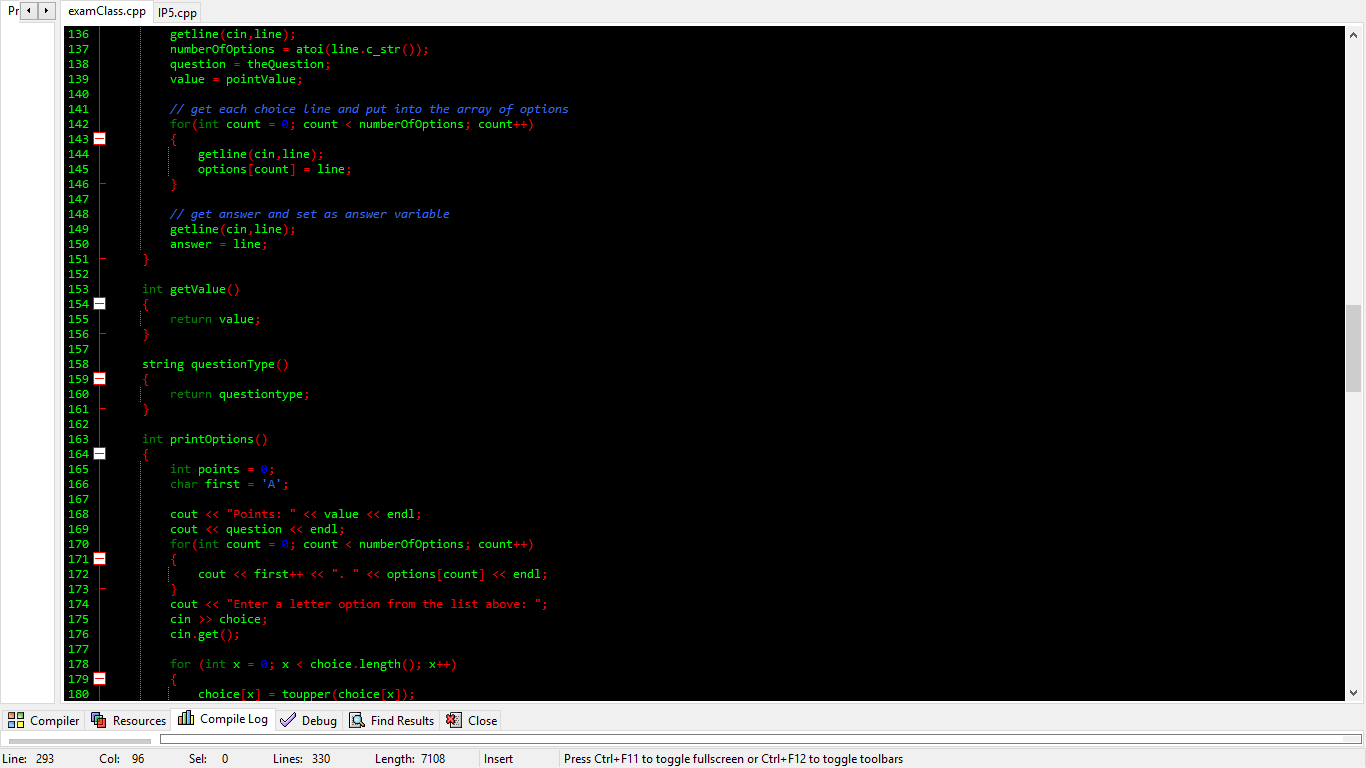 Pr examClass.cpp IP5.cpp
136 getline(cin,line);
137 numberOfOptions = atoi(line.c_str());
138 question = theQuestion;
139 value = pointValue;
140
141 // get each choice line and put into the array of options
142 for(int count = 0; count < numberOfOptions; count++)
143 {
144 getline(cin,line);
145 options[count] = line;
146 }
147
148 // get answer and set as answer variable
149 getline(cin,line);
150 answer = line;
151 }
152
153 int getValue()
154 {
155 return value;
156 }
157
158 string questionType()
159 {
160 return questiontype;
161 }
162
163 int printOptions()
164 {
165 int points = 0;
166 char first = 'A';
167
168 cout << "Points: " << value << endl;
169 cout << question << endl;
170 for(int count = 0; count < numberOfOptions; count++)
171 {
172 cout << first++ << ". " << options[count] << endl;
173 }
174 cout << "Enter a letter option from the list above: ";
175 cin >> choice;
176 cin.get();
177
178 for (int x = 0; x < choice.length(); x++)
179 {
180 choice[x] = toupper(choice[x]);
Compiler Resources Compile Log Debug Find Results Close
Line: 293 Col: 96 Sel: 0 Lines: 330 Length: 7108 Insert Press Ctrl+F11 to toggle fullscreen or Ctrl+F12 to toggle toolbars